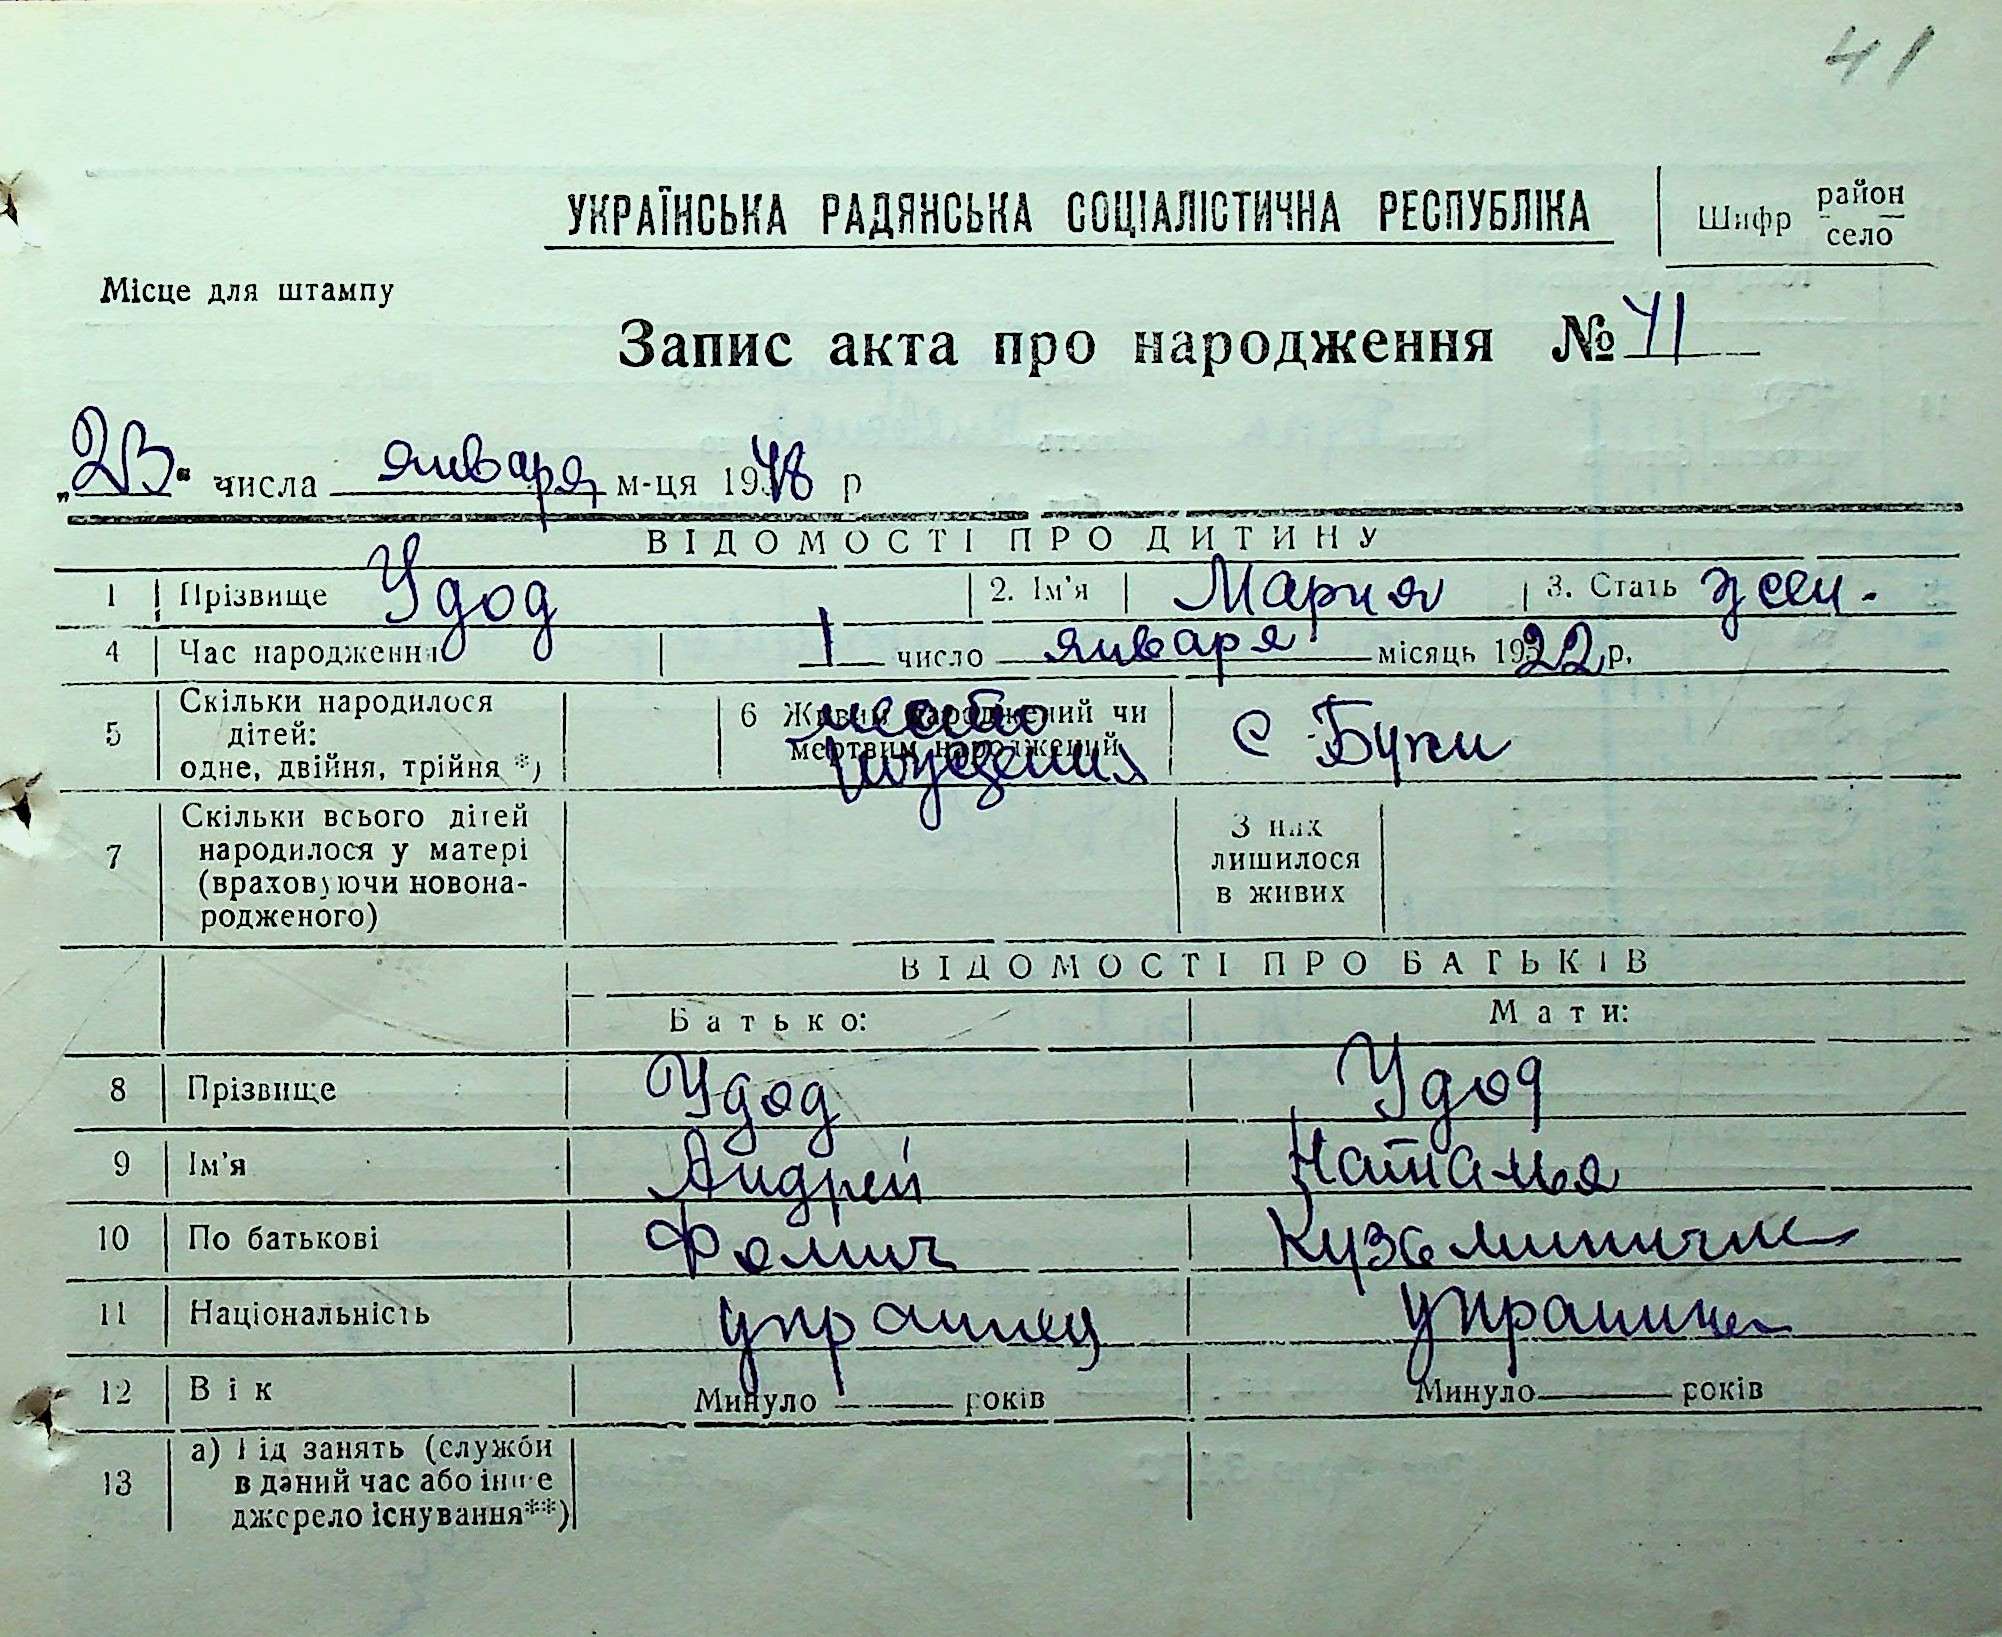 41
УКРАЇНСЬКА РАДЯНСЬКА СОЦІАЛІСТИЧНА РЕСПУБЛІКА
Шифр район село
Місце для штампу
Запис акта про народження № 41
„23“ числа января м-ця 1948 р
ВІДОМОСТІ ПРО ДИТИНУ
1 Прізвище Удод 2. Ім'я Мария 3. Стать жен.
4 Час народження 1 число января місяць 1922 р.
5 Скільки народилося дітей: одне, двійня, трійня *) 6 Живим народжений чи мертвим народжений место рождения с Буки
7 Скільки всього дітей народилося у матері (враховуючи новона-родженого) З них лишилося в живих
ВІДОМОСТІ ПРО БАТЬКІВ
Батько: Мати:
8 Прізвище Удод Удод
9 Ім'я Андрей Наталья
10 По батькові Фомич Кузьминична
11 Національність украинец украинка
12 Вік Минуло років Минуло років
13 а) Рід занять (служби
в даний час або інше
джерело існування**)